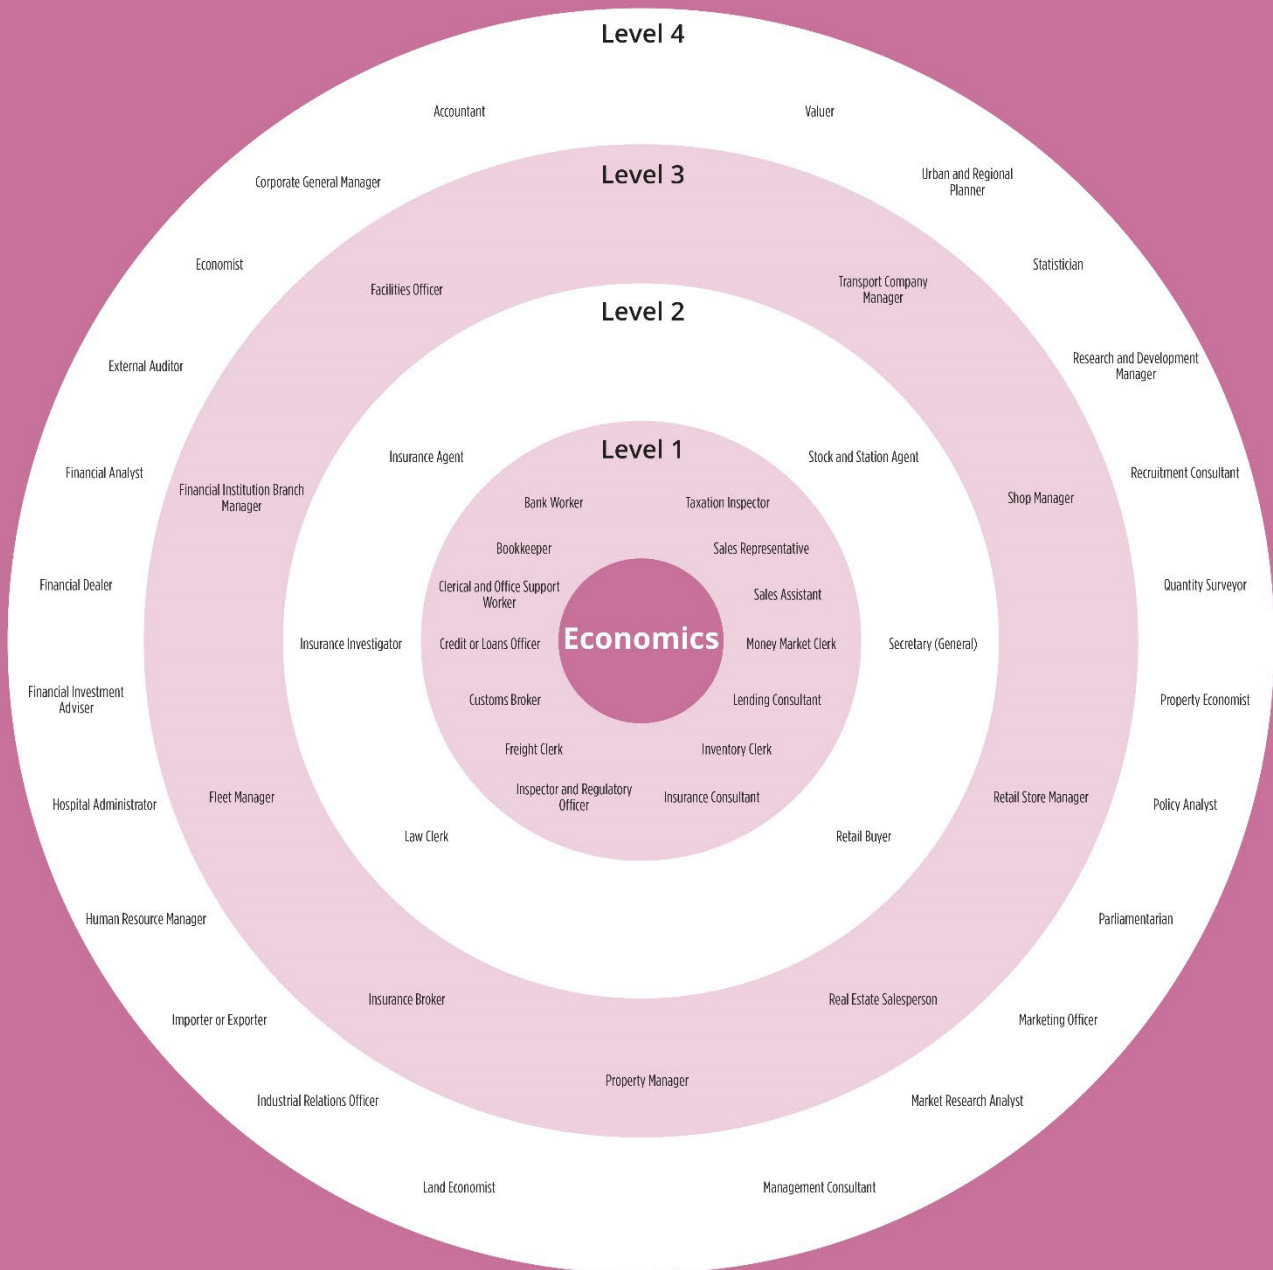 Level 4
Accountant
Valuer
Corporate General Manager
Urban and Regional
Planner
Economist
Statistician
External Auditor
Research and Development
Manager
Financial Analyst
Recruitment Consultant
Financial Dealer
Quantity Surveyor
Financial Investment
Adviser
Property Economist
Hospital Administrator
Policy Analyst
Human Resource Manager
Parliamentarian
Importer or Exporter
Marketing Officer
Industrial Relations Officer
Market Research Analyst
Land Economist
Management Consultant
Level 3
Facilities Officer
Transport Company
Manager
Financial Institution Branch
Manager
Shop Manager
Fleet Manager
Retail Store Manager
Insurance Broker
Real Estate Salesperson
Property Manager
Level 2
Insurance Agent
Stock and Station Agent
Insurance Investigator
Secretary (General)
Law Clerk
Retail Buyer
Level 1
Bank Worker
Taxation Inspector
Bookkeeper
Sales Representative
Clerical and Office Support
Worker
Sales Assistant
Credit or Loans Officer
Money Market Clerk
Customs Broker
Lending Consultant
Freight Clerk
Inventory Clerk
Inspector and Regulatory
Officer
Insurance Consultant
Economics